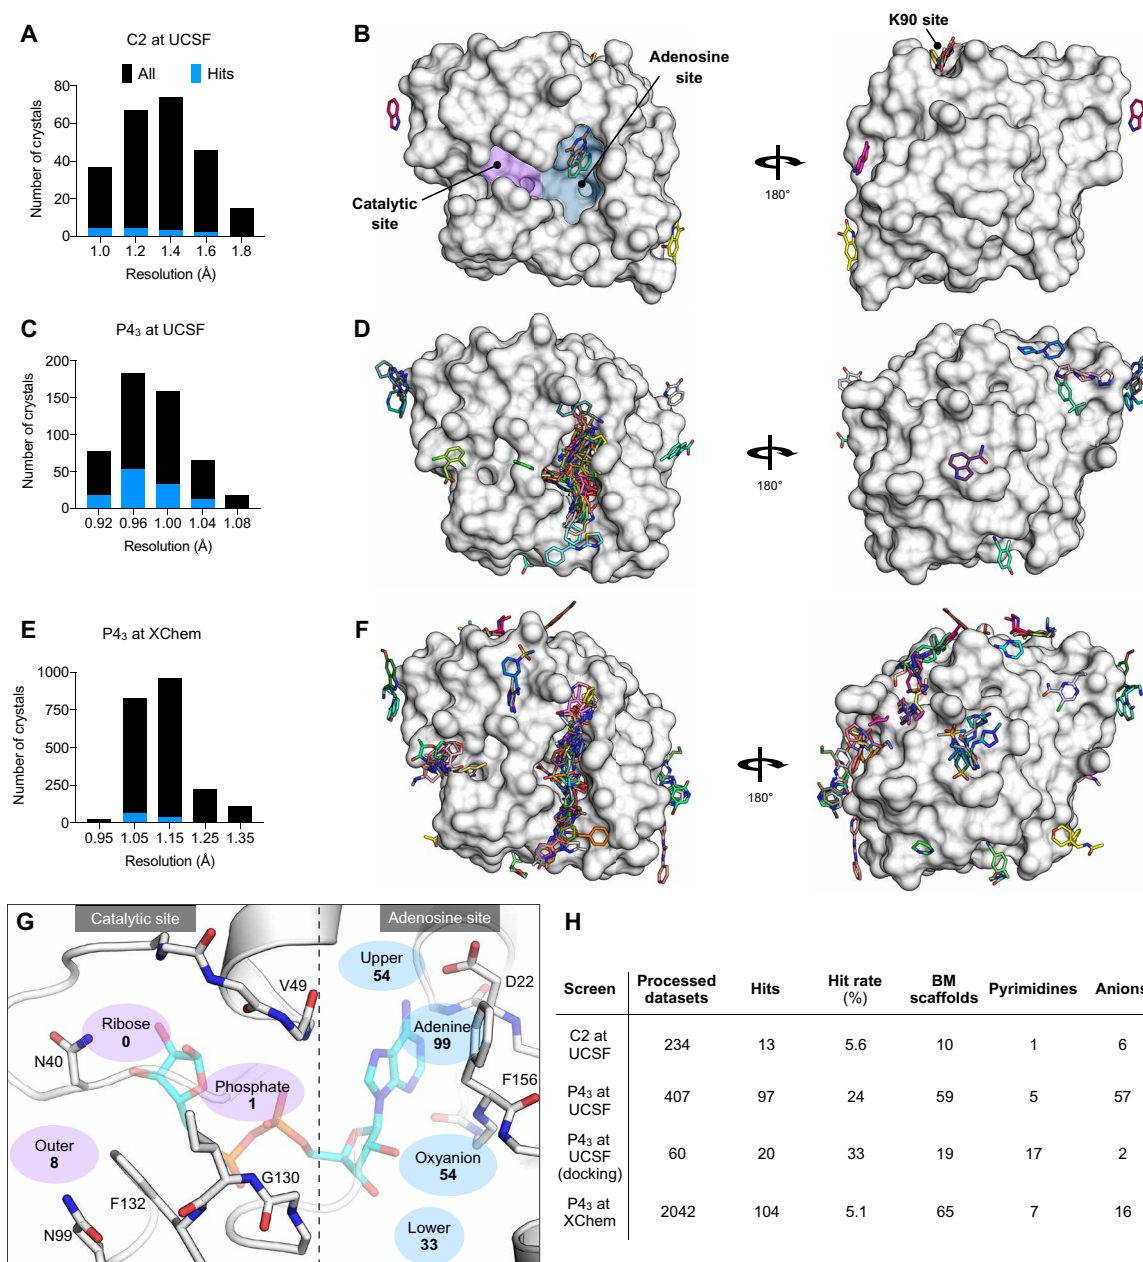 A
C2 at UCSF
All
Hits
Number of crystals
80
60
40
20
0
1.0 1.2 1.4 1.6 1.8
Resolution (Å)
B
Adenosine
site
Catalytic
site
180°
K90 site
C
P4₃ at UCSF
Number of crystals
200
150
100
50
0
0.92 0.96 1.00 1.04 1.08
Resolution (Å)
D
180°
E
P4₃ at XChem
Number of crystals
1000
750
500
250
0
0.95 1.05 1.15 1.25 1.35
Resolution (Å)
F
180°
G
Catalytic site
Adenosine site
Upper
54
D22
V49
Ribose
0
Adenine
99
N40
F156
Phosphate
1
Outer
8
Oxyanion
54
G130
F132
N99
Lower
33
H
Screen Processed datasets Hits Hit rate (%) BM scaffolds Pyrimidines Anions
C2 at UCSF 234 13 5.6 10 1 6
P4₃ at UCSF 407 97 24 59 5 57
P4₃ at UCSF (docking) 60 20 33 19 17 2
P4₃ at XChem 2042 104 5.1 65 7 16